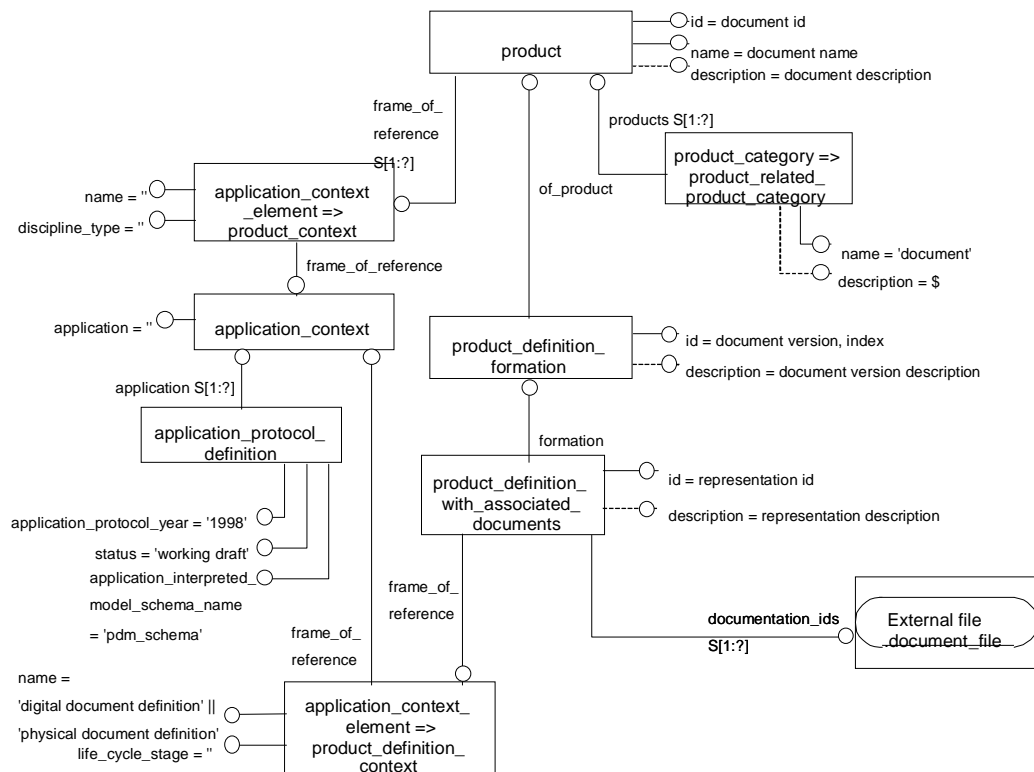 id = document id
product
name = document name
description = document description
frame_of_
reference
S[1:?]
products S[1:?]
product_category =>
product_related_
product_category
name = ''
application_context
_element =>
product_context
discipline_type = ''
of_product
name = 'document'
description = $
frame_of_reference
application = ''
application_context
product_definition_
formation
id = document version, index
description = document version description
application S[1:?]
application_protocol_
definition
formation
product_definition_
with_associated_
documents
id = representation id
description = representation description
application_protocol_year = '1998'
status = 'working draft'
application_interpreted_
model_schema_name
= 'pdm_schema'
frame_of_
reference
frame_of_
reference
documentation_ids
S[1:?]
External file
.document_file
name =
'digital document definition' ||
'physical document definition'
life_cycle_stage = ''
application_context_
element =>
product_definition_
context